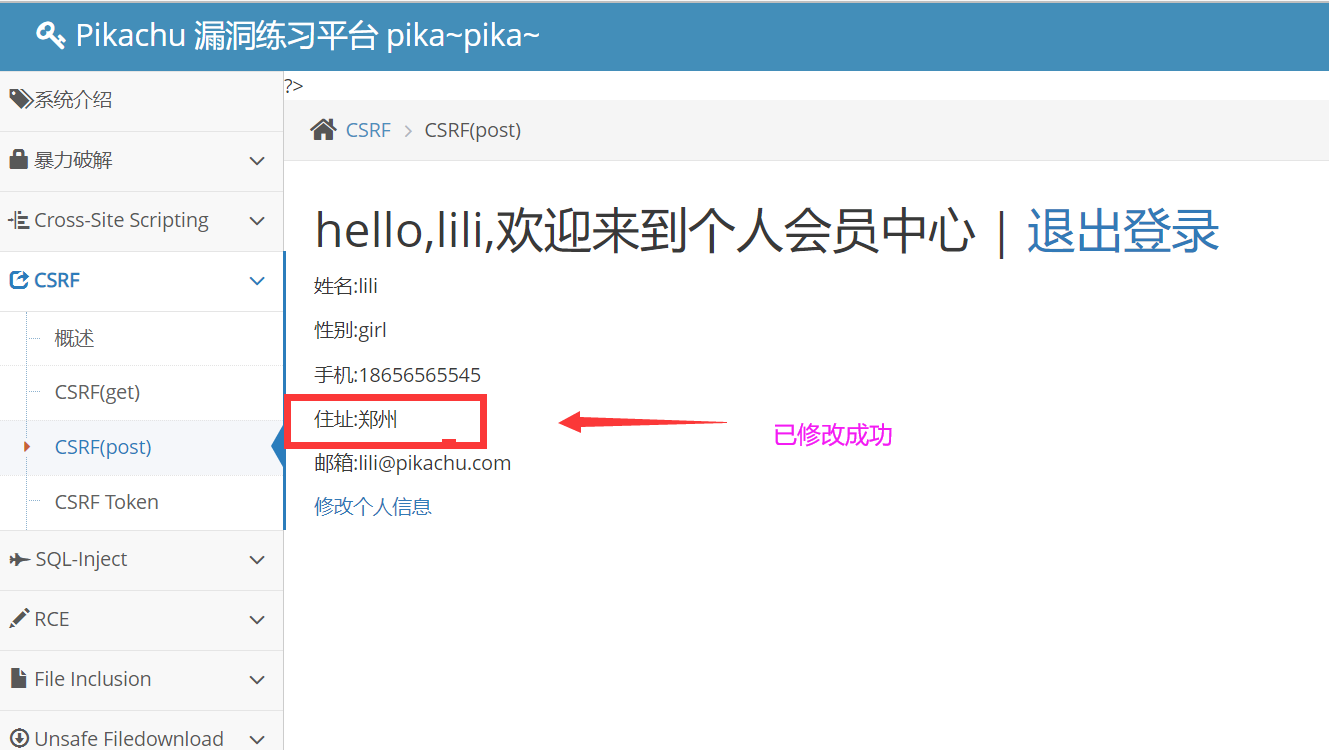 Pikachu 漏洞练习平台 pika~pika~
系统介绍
暴力破解
Cross-Site Scripting
CSRF
概述
CSRF(get)
CSRF(post)
CSRF Token
SQL-Inject
RCE
File Inclusion
Unsafe Filedownload
?>
CSRF > CSRF(post)
hello,lili,欢迎来到个人会员中心 | 退出登录
姓名:lili
性别:girl
手机:18656565545
住址:郑州
已修改成功
邮箱:lili@pikachu.com
修改个人信息